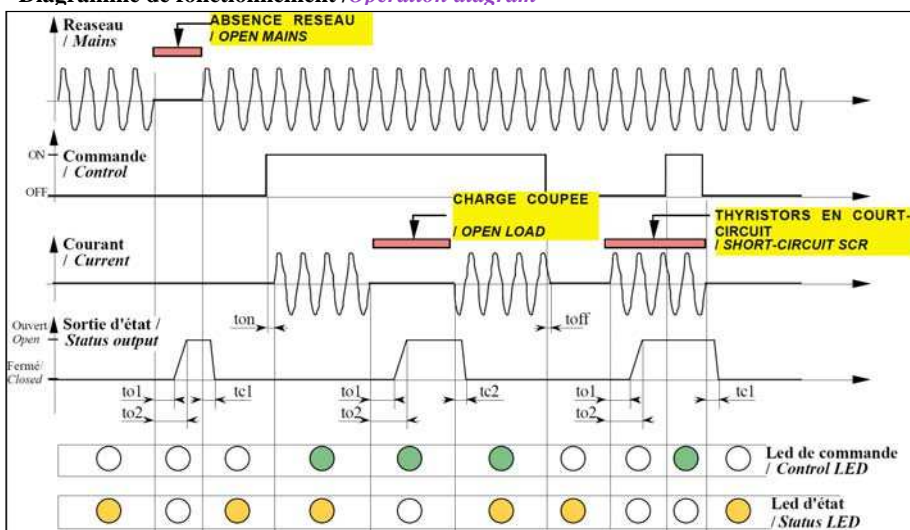 Diagramme de fonctionnement /Operation diagram
Reaseau
/ Mains
ABSENCE RESEAU
/ OPEN MAINS
ON
OFF
Commande
/ Control
CHARGE COUPEE
/ OPEN LOAD
THYRISTORS EN COURT-
CIRCUIT
/ SHORT-CIRCUIT SCR
Courant
/ Current
ton
toff
Ouvert
Open
Sortie d'état /
Status output
Fermé/
Closed
to1
tc1
to2
to1
tc2
to2
to1
tc1
to2
Led de commande
/ Control LED
Led d'état
/ Status LED